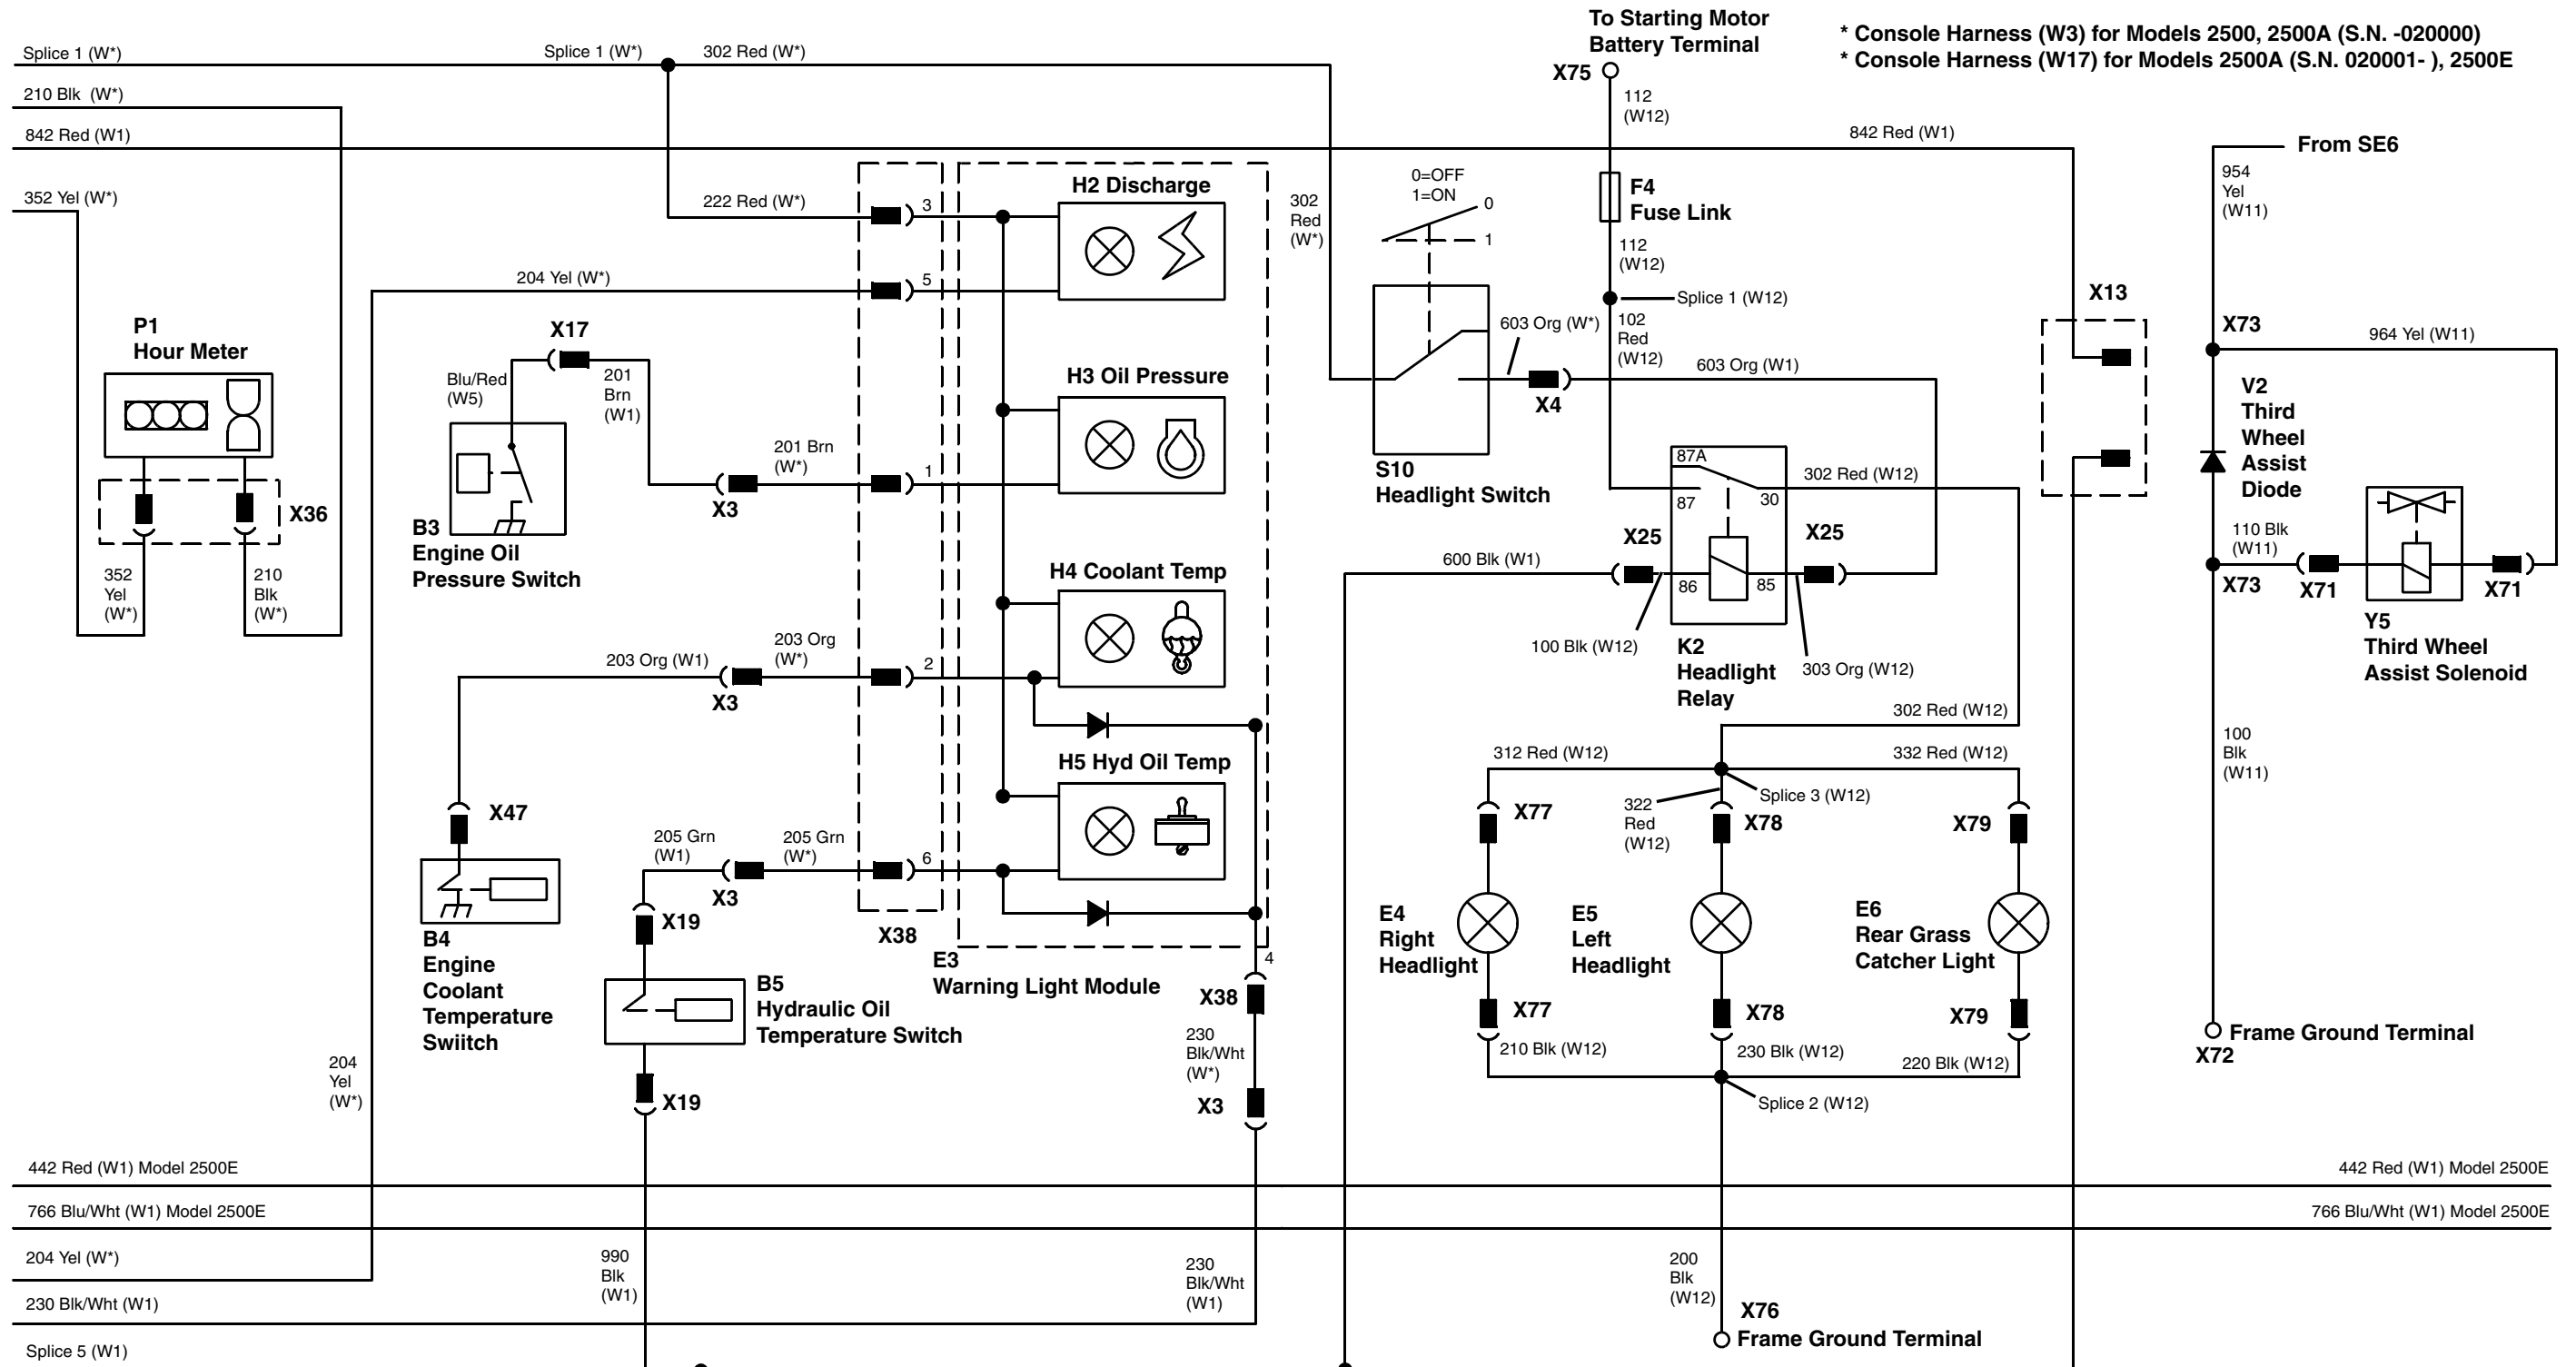 To Starting Motor
Battery Terminal
X75
* Console Harness (W3) for Models 2500, 2500A (S.N. -020000)
* Console Harness (W17) for Models 2500A (S.N. 020001- ), 2500E
Splice 1 (W*)
Splice 1 (W*)
302 Red (W*)
210 Blk (W*)
842 Red (W1)
842 Red (W1)
352 Yel (W*)
112
(W12)
From SE6
954
Yel
(W11)
222 Red (W*)
3
H2 Discharge
302
Red
(W*)
0=OFF
1=ON
0
1
F4
Fuse Link
112
(W12)
Splice 1 (W12)
204 Yel (W*)
5
X13
P1
Hour Meter
X17
Blu/Red
(W5)
201
Brn
(W1)
H3 Oil Pressure
603 Org (W*)
102
Red
(W12)
603 Org (W1)
X4
X73
964 Yel (W11)
V2
Third
Wheel
Assist
Diode
201 Brn
(W*)
1
X3
S10
Headlight Switch
87A
87
30
302 Red (W12)
X36
352
Yel
(W*)
210
Blk
(W*)
B3
Engine Oil
Pressure Switch
H4 Coolant Temp
600 Blk (W1)
X25
X25
86
85
100 Blk (W12)
K2
Headlight
Relay
303 Org (W12)
110 Blk
(W11)
X73
X71
X71
Y5
Third Wheel
Assist Solenoid
203 Org (W1)
203 Org
(W*)
2
X3
302 Red (W12)
H5 Hyd Oil Temp
312 Red (W12)
332 Red (W12)
100
Blk
(W11)
X47
322
Red
(W12)
Splice 3 (W12)
X77
X78
X79
205 Grn
(W1)
205 Grn
(W*)
6
X3
X19
X38
B4
Engine
Coolant
Temperature
Swiitch
E3
Warning Light Module
4
E4
Right
Headlight
E5
Left
Headlight
E6
Rear Grass
Catcher Light
B5
Hydraulic Oil
Temperature Switch
X38
X77
X78
X79
210 Blk (W12)
230 Blk (W12)
220 Blk (W12)
Frame Ground Terminal
X72
204
Yel
(W*)
X19
230
Blk/Wht
(W*)
X3
Splice 2 (W12)
442 Red (W1) Model 2500E
442 Red (W1) Model 2500E
766 Blu/Wht (W1) Model 2500E
766 Blu/Wht (W1) Model 2500E
204 Yel (W*)
990
Blk
(W1)
230
Blk/Wht
(W1)
200
Blk
(W12)
230 Blk/Wht (W1)
X76
Frame Ground Terminal
Splice 5 (W1)